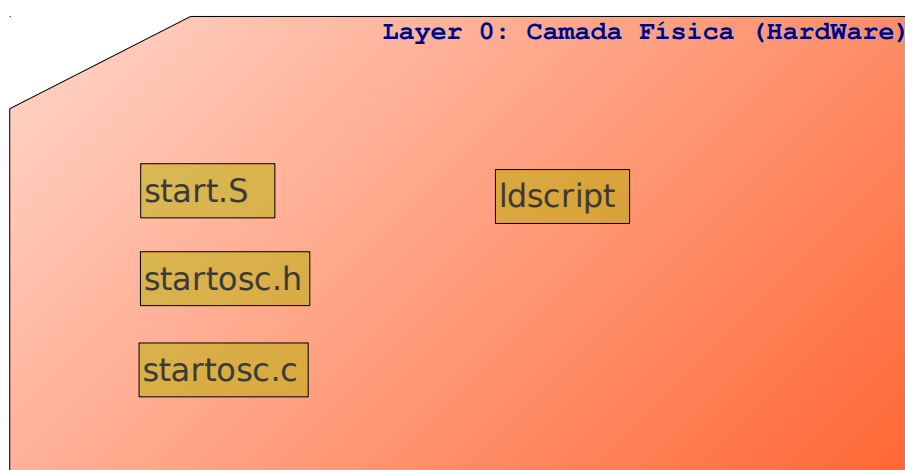 Layer 0: Camada Física (HardWare)
start.S
ldscript
startosc.h
startosc.c